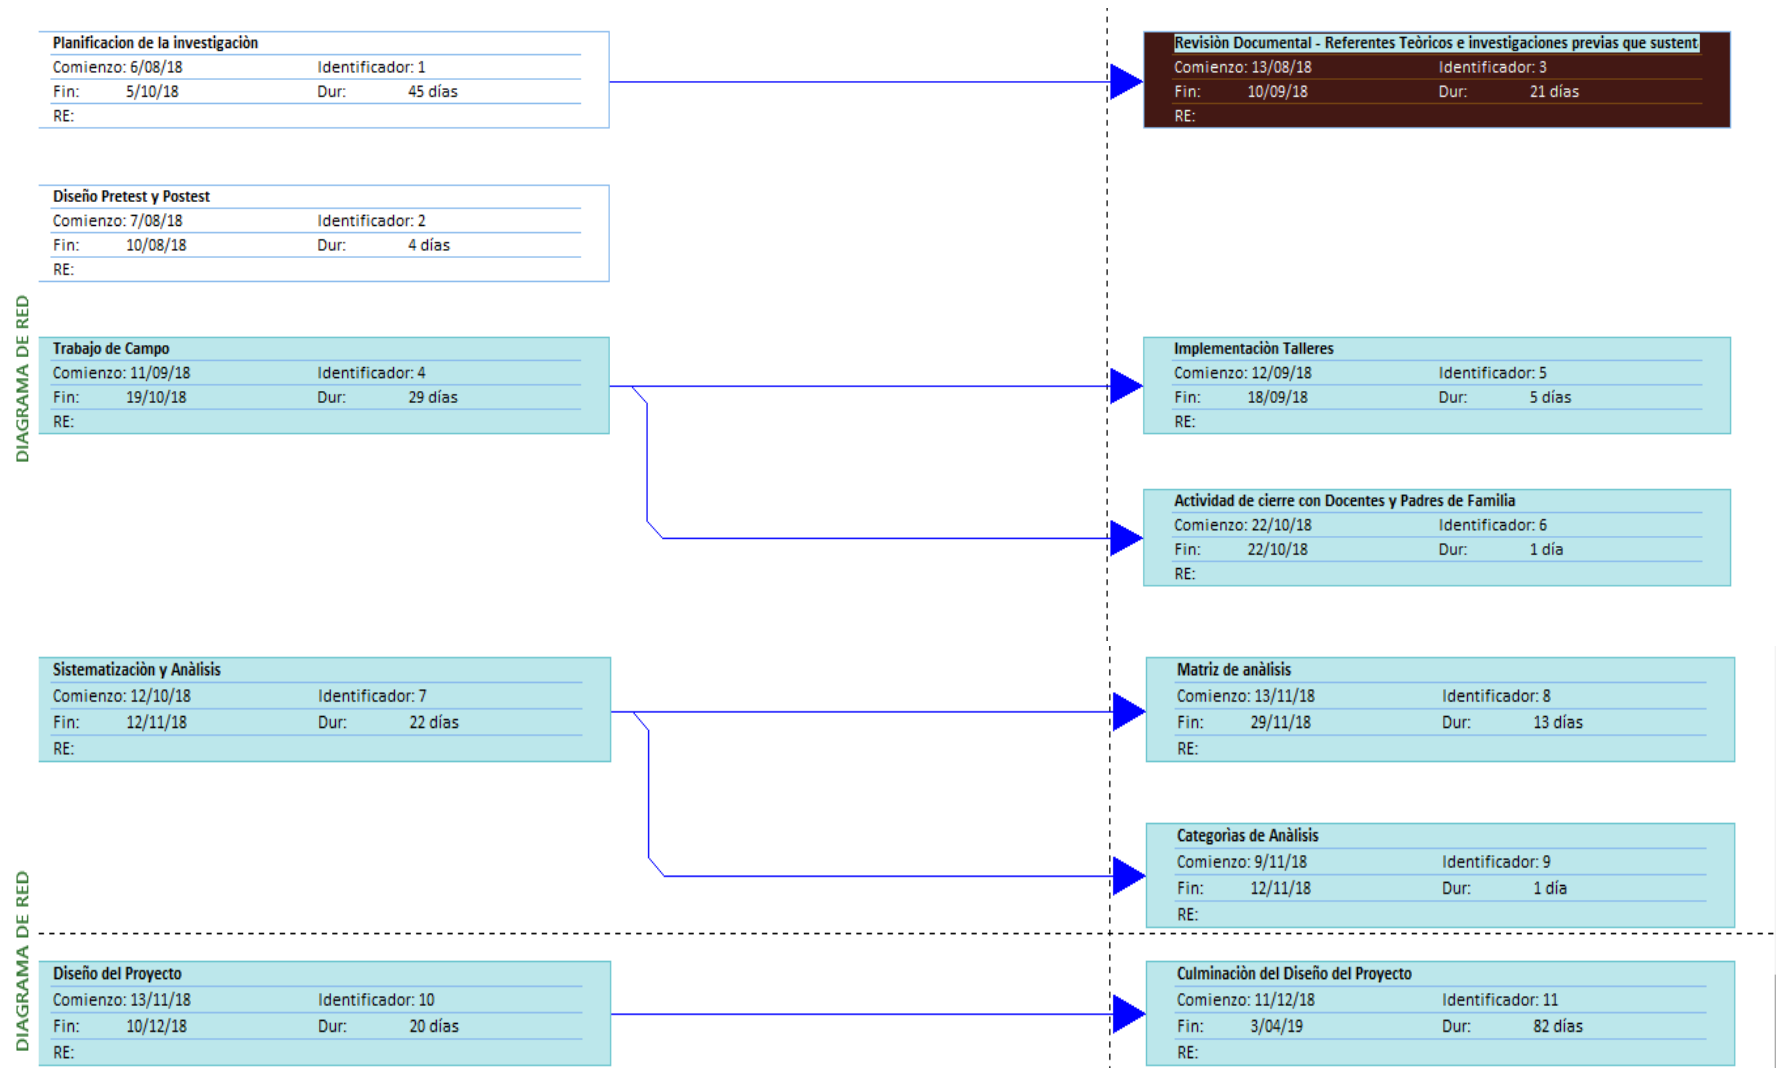 Planificacion de la investigaciòn
Comienzo: 6/08/18 Identificador: 1
Fin: 5/10/18 Dur: 45 días
RE:
Revisiòn Documental - Referentes Teòricos e investigaciones previas que sustent
Comienzo: 13/08/18 Identificador: 3
Fin: 10/09/18 Dur: 21 días
RE:
Diseño Pretest y Postest
Comienzo: 7/08/18 Identificador: 2
Fin: 10/08/18 Dur: 4 días
RE:
DIAGRAMA DE RED
Trabajo de Campo
Comienzo: 11/09/18 Identificador: 4
Fin: 19/10/18 Dur: 29 días
RE:
Implementaciòn Talleres
Comienzo: 12/09/18 Identificador: 5
Fin: 18/09/18 Dur: 5 días
RE:
Actividad de cierre con Docentes y Padres de Familia
Comienzo: 22/10/18 Identificador: 6
Fin: 22/10/18 Dur: 1 día
RE:
Sistematizaciòn y Anàlisis
Comienzo: 12/10/18 Identificador: 7
Fin: 12/11/18 Dur: 22 días
RE:
Matriz de anàlisis
Comienzo: 13/11/18 Identificador: 8
Fin: 29/11/18 Dur: 13 días
RE:
Categorìas de Anàlisis
Comienzo: 9/11/18 Identificador: 9
Fin: 12/11/18 Dur: 1 día
RE:
DIAGRAMA DE RED
Diseño del Proyecto
Comienzo: 13/11/18 Identificador: 10
Fin: 10/12/18 Dur: 20 días
RE:
Culminaciòn del Diseño del Proyecto
Comienzo: 11/12/18 Identificador: 11
Fin: 3/04/19 Dur: 82 días
RE: